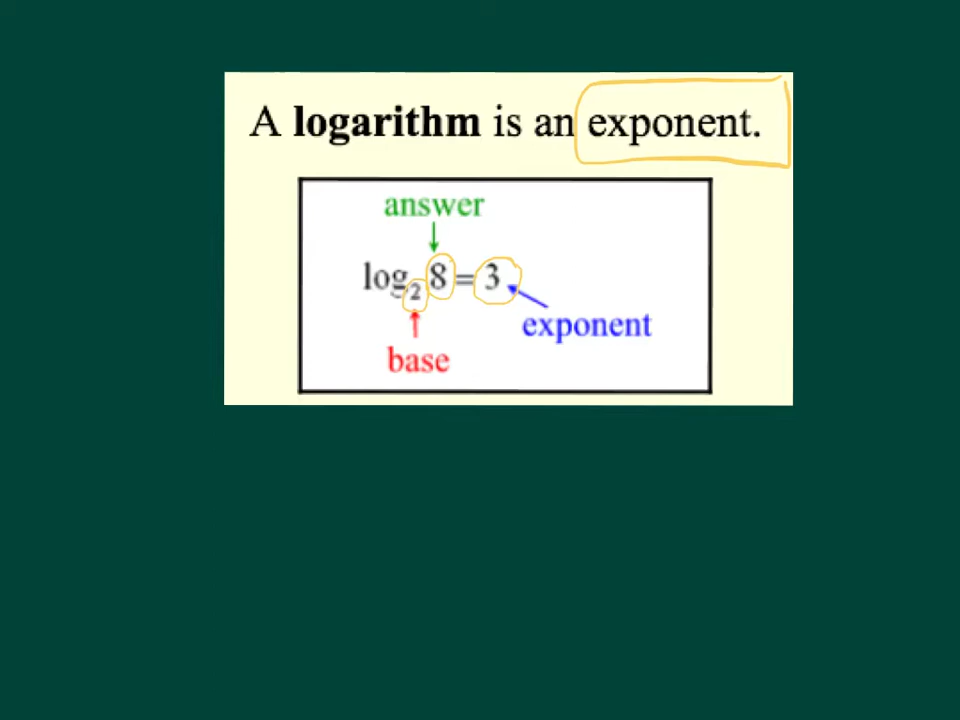 A logarithm is an exponent.
answer
log₂ 8 = 3
exponent
base